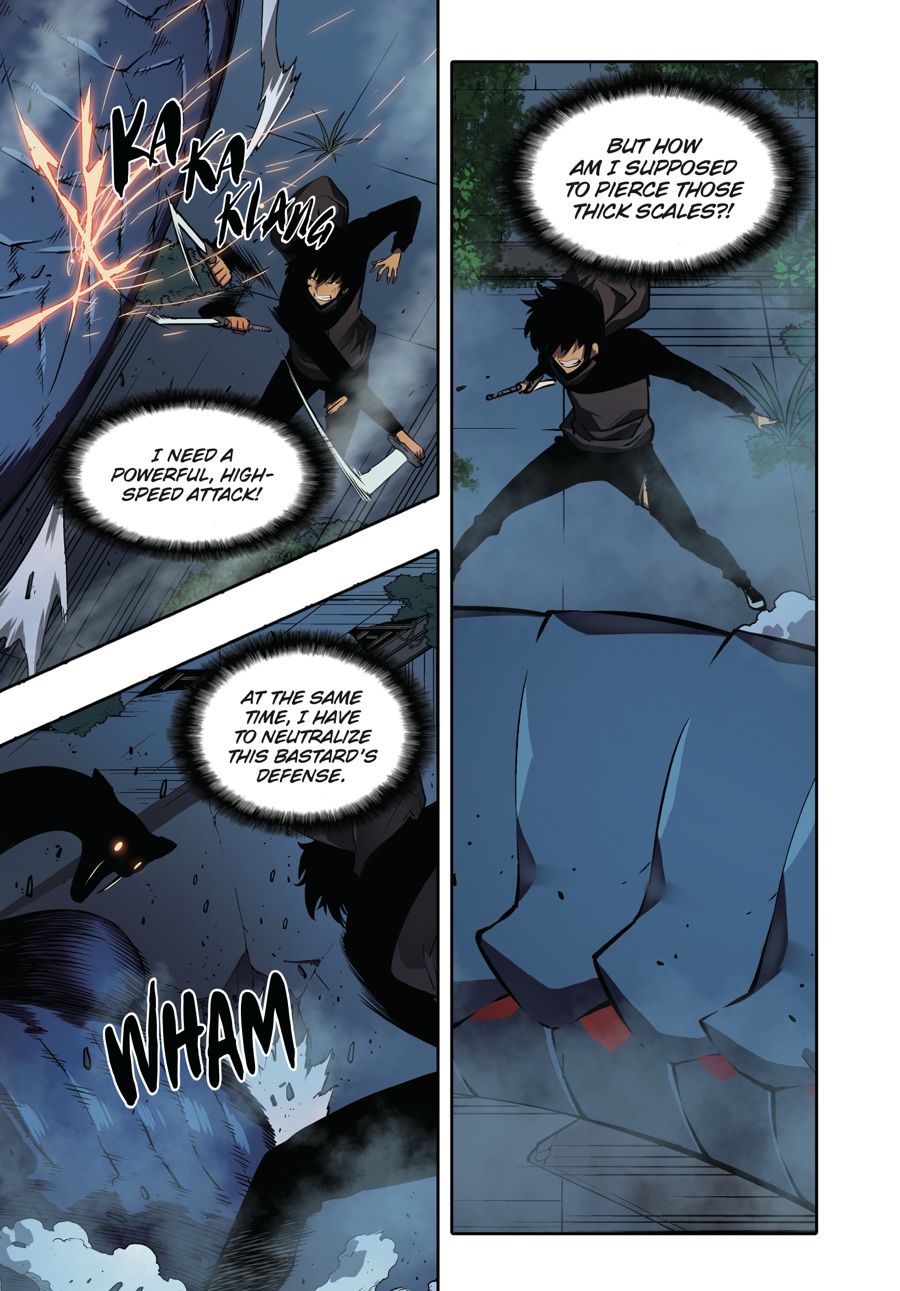 KA
KA
KLANG
I NEED A
POWERFUL, HIGH-
SPEED ATTACK!
AT THE SAME
TIME, I HAVE
TO NEUTRALIZE
THIS BASTARD'S
DEFENSE.
WHAM
BUT HOW
AM I SUPPOSED
TO PIERCE THOSE
THICK SCALES?!